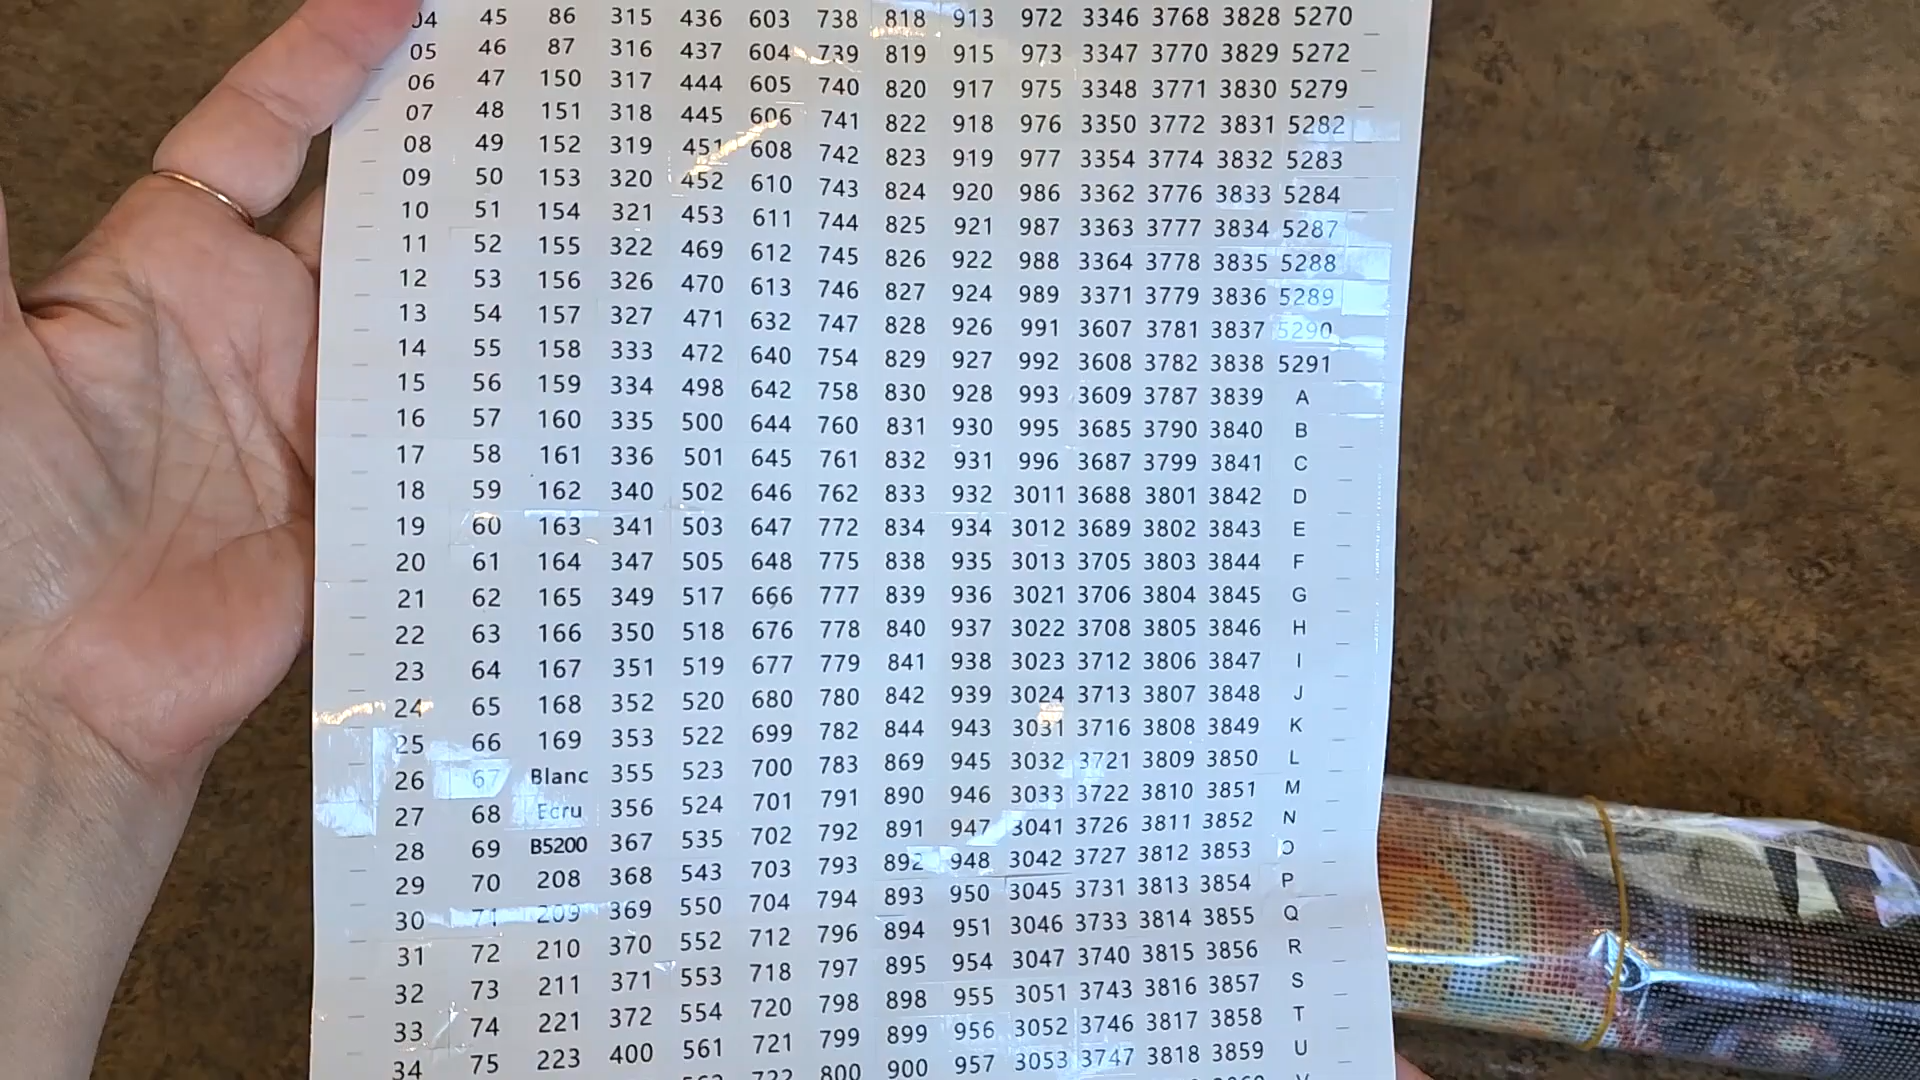 04 45 86 315 436 603 738 818 913 972 3346 3768 3828 5270
05 46 87 316 437 604 739 819 915 973 3347 3770 3829 5272
06 47 150 317 444 605 740 820 917 975 3348 3771 3830 5279
07 48 151 318 445 606 741 822 918 976 3350 3772 3831 5282
08 49 152 319 451 608 742 823 919 977 3354 3774 3832 5283
09 50 153 320 452 610 743 824 920 986 3362 3776 3833 5284
10 51 154 321 453 611 744 825 921 987 3363 3777 3834 5287
11 52 155 322 469 612 745 826 922 988 3364 3778 3835 5288
12 53 156 326 470 613 746 827 924 989 3371 3779 3836 5289
13 54 157 327 471 632 747 828 926 991 3607 3781 3837 5290
14 55 158 333 472 640 754 829 927 992 3608 3782 3838 5291
15 56 159 334 498 642 758 830 928 993 3609 3787 3839 A
16 57 160 335 500 644 760 831 930 995 3685 3790 3840 B
17 58 161 336 501 645 761 832 931 996 3687 3799 3841 C
18 59 162 340 502 646 762 833 932 3011 3688 3801 3842 D
19 60 163 341 503 647 772 834 934 3012 3689 3802 3843 E
20 61 164 347 505 648 775 838 935 3013 3705 3803 3844 F
21 62 165 349 517 666 777 839 936 3021 3706 3804 3845 G
22 63 166 350 518 676 778 840 937 3022 3708 3805 3846 H
23 64 167 351 519 677 779 841 938 3023 3712 3806 3847 I
24 65 168 352 520 680 780 842 939 3024 3713 3807 3848 J
25 66 169 353 522 699 782 844 943 3031 3716 3808 3849 K
26 67 Blanc 355 523 700 783 869 945 3032 3721 3809 3850 L
27 68 Ecru 356 524 701 791 890 946 3033 3722 3810 3851 M
28 69 B5200 367 535 702 792 891 947 3041 3726 3811 3852 N
29 70 208 368 543 703 793 892 948 3042 3727 3812 3853 O
30 71 209 369 550 704 794 893 950 3045 3731 3813 3854 P
31 72 210 370 552 712 796 894 951 3046 3733 3814 3855 Q
32 73 211 371 553 718 797 895 954 3047 3740 3815 3856 R
33 74 221 372 554 720 798 898 955 3051 3743 3816 3857 S
34 75 223 400 561 721 799 899 956 3052 3746 3817 3858 T
722 800 900 957 3053 3747 3818 3859 U